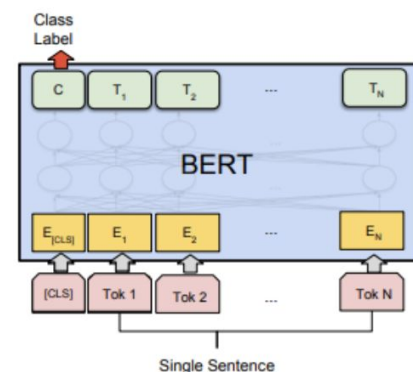 Class
Label
C T1 T2 ... TN
BERT
E[CLS] E1 E2 ... EN
[CLS] Tok 1 Tok 2 ... Tok N
Single Sentence